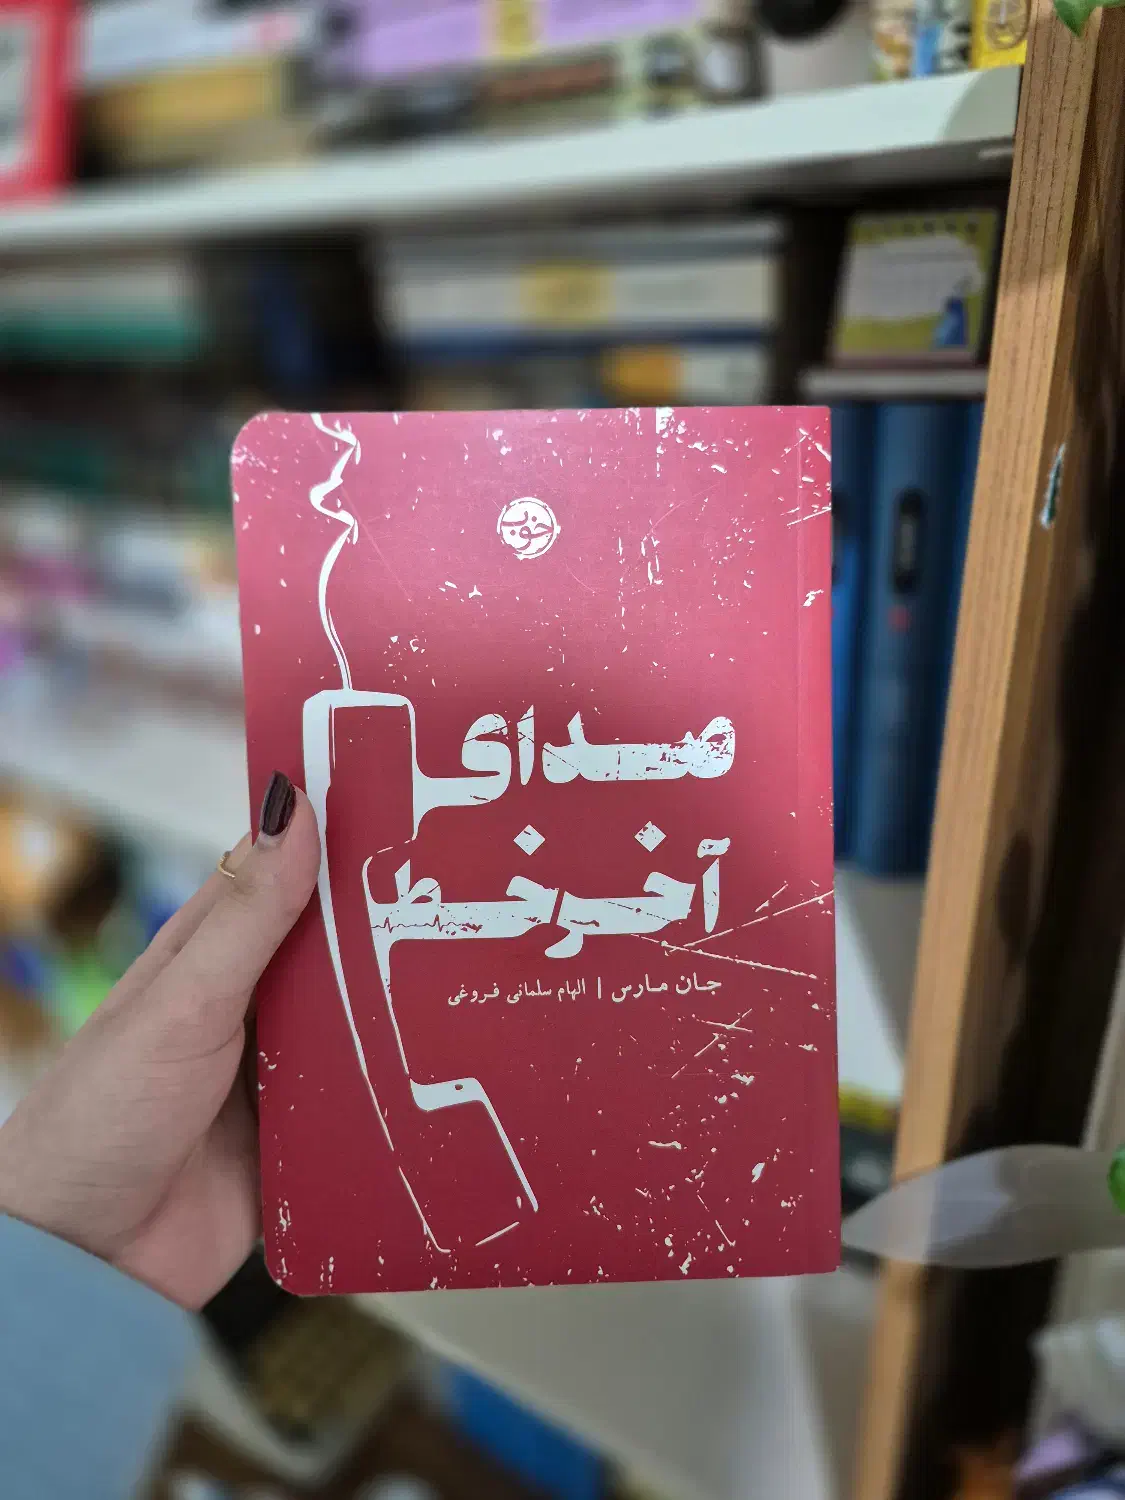 خوب
صدای
آخر خط
جان مارس | الهام سلمانی فروغی